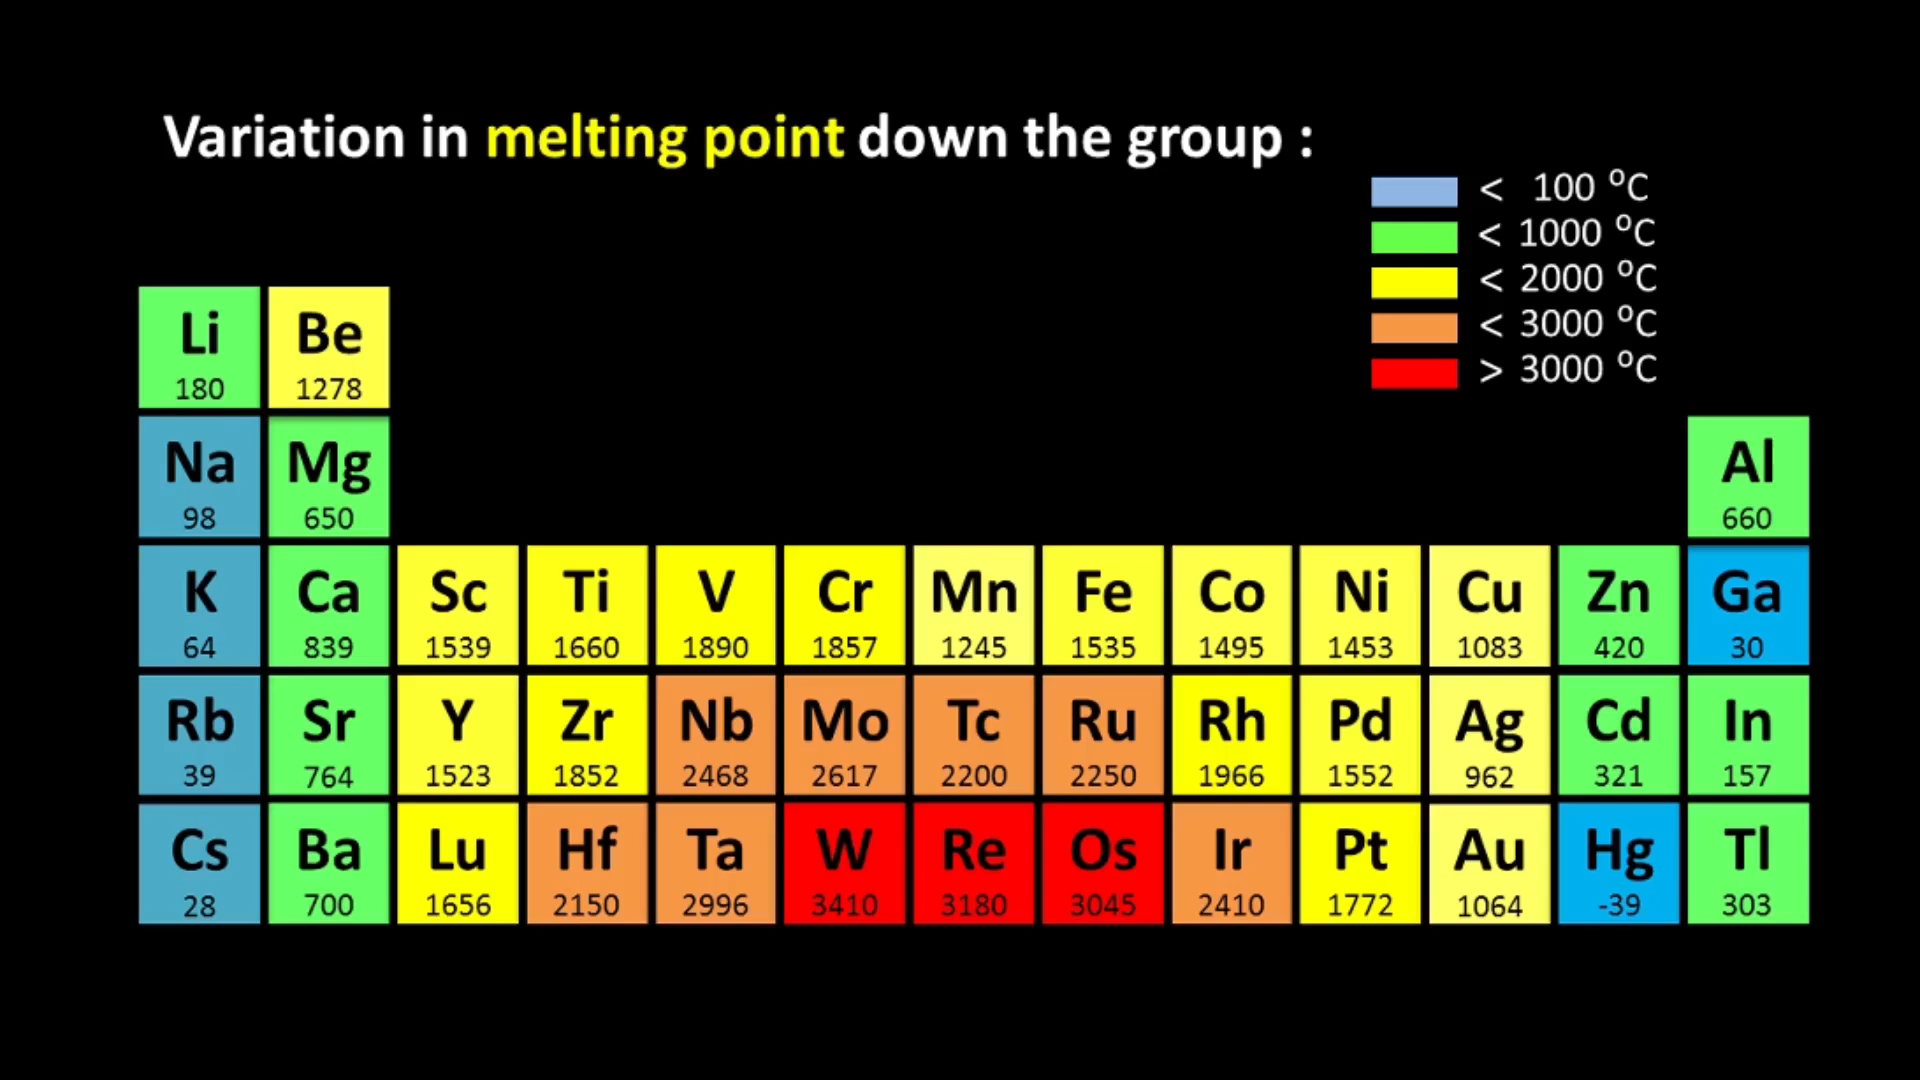 Variation in melting point down the group :
< 100 °C
< 1000 °C
< 2000 °C
< 3000 °C
> 3000 °C
Li Be
180 1278
Na Mg Al
98 650 660
K Ca Sc Ti V Cr Mn Fe Co Ni Cu Zn Ga
64 839 1539 1660 1890 1857 1245 1535 1495 1453 1083 420 30
Rb Sr Y Zr Nb Mo Tc Ru Rh Pd Ag Cd In
39 764 1523 1852 2468 2617 2200 2250 1966 1552 962 321 157
Cs Ba Lu Hf Ta W Re Os Ir Pt Au Hg Tl
28 700 1656 2150 2996 3410 3180 3045 2410 1772 1064 -39 303